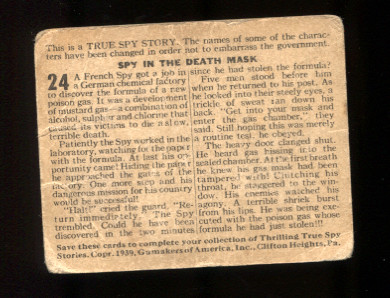 This is a TRUE SPY STORY. The names of some of the charac-
ters have been changed in order not to embarrass the government.
SPY IN THE DEATH MASK
24 A French Spy got a job in
a German chemical factory
to discover the formula of a new
poison gas. It was a development
of mustard gas—a combination of
alcohol, sulphur and chlorine that
caused its victims to die a slow,
terrible death.
Patiently the Spy worked in the
laboratory, watching for the paper
with the formula. At last his op-
portunity came! Hiding the paper
he approached the gates of the
factory. One more step and his
dangerous mission for his country
would be successful!
"Halt!" cried the guard. "Re-
turn immediately." The Spy
trembled. Could he have been
discovered in the two minutes
since he had stolen the formula?
Five men stood before him
when he returned to his post. As
he looked into their steely eyes, a
trickle of sweat ran down his
back. "Get into your mask and
enter the gas chamber," they
said. Still hoping this was merely
a routine test, he obeyed.
The heavy door changed shut.
He heard gas hissing into the
sealed chamber. At the first breath
he knew his gas mask had been
tampered with! Clutching his
throat, he staggered to the win-
dow. His enemies watched his
agony. A terrible shriek burst
from his lips. He was being exe-
cuted with the poison gas whose
formula he had just stolen!!!
Save these cards to complete your collection of Thrilling True Spy
Stories. Copr. 1939, Gumakers of America, Inc., Clifton Heights, Pa.